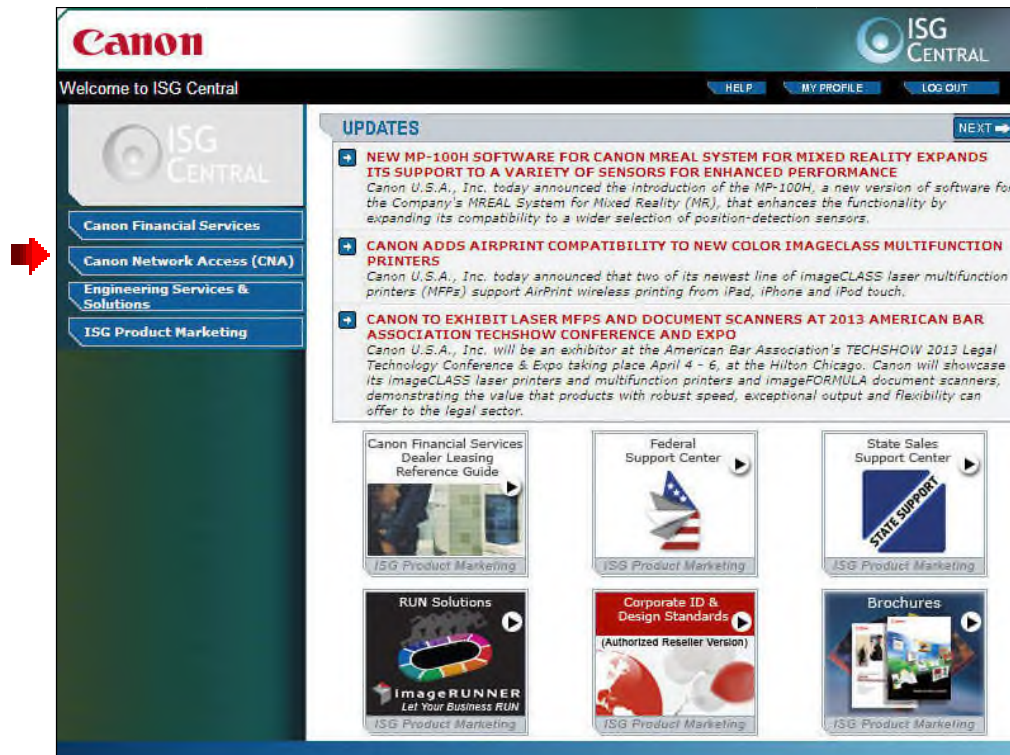 Canon
ISG
CENTRAL
Welcome to ISG Central
HELP
MY PROFILE
LOG OUT
ISG
CENTRAL
Canon Financial Services
Canon Network Access (CNA)
Engineering Services &
Solutions
ISG Product Marketing
UPDATES
NEXT
NEW MP-100H SOFTWARE FOR CANON MREAL SYSTEM FOR MIXED REALITY EXPANDS
ITS SUPPORT TO A VARIETY OF SENSORS FOR ENHANCED PERFORMANCE
Canon U.S.A., Inc. today announced the introduction of the MP-100H, a new version of software for
the Company's MREAL System for Mixed Reality (MR), that enhances the functionality by
expanding its compatibility to a wider selection of position-detection sensors.
CANON ADDS AIRPRINT COMPATIBILITY TO NEW COLOR IMAGECLASS MULTIFUNCTION
PRINTERS
Canon U.S.A., Inc. today announced that two of its newest line of imageCLASS laser multifunction
printers (MFPs) support AirPrint wireless printing from iPad, iPhone and iPod touch.
CANON TO EXHIBIT LASER MFPS AND DOCUMENT SCANNERS AT 2013 AMERICAN BAR
ASSOCIATION TECHSHOW CONFERENCE AND EXPO
Canon U.S.A., Inc. will be an exhibitor at the American Bar Association's TECHSHOW 2013 Legal
Technology Conference & Expo taking place April 4 - 6, at the Hilton Chicago. Canon will showcase
its imageCLASS laser printers and multifunction printers and imageFORMULA document scanners,
demonstrating the value that products with robust speed, exceptional output and flexibility can
offer to the legal sector.
Canon Financial Services
Dealer Leasing
Reference Guide
ISG Product Marketing
Federal
Support Center
ISG Product Marketing
State Sales
Support Center
STATE SUPPORT
ISG Product Marketing
RUN Solutions
imageRUNNER
Let Your Business RUN
ISG Product Marketing
Corporate ID &
Design Standards
(Authorized Reseller Version)
ISG Product Marketing
Brochures
ISG Product Marketing